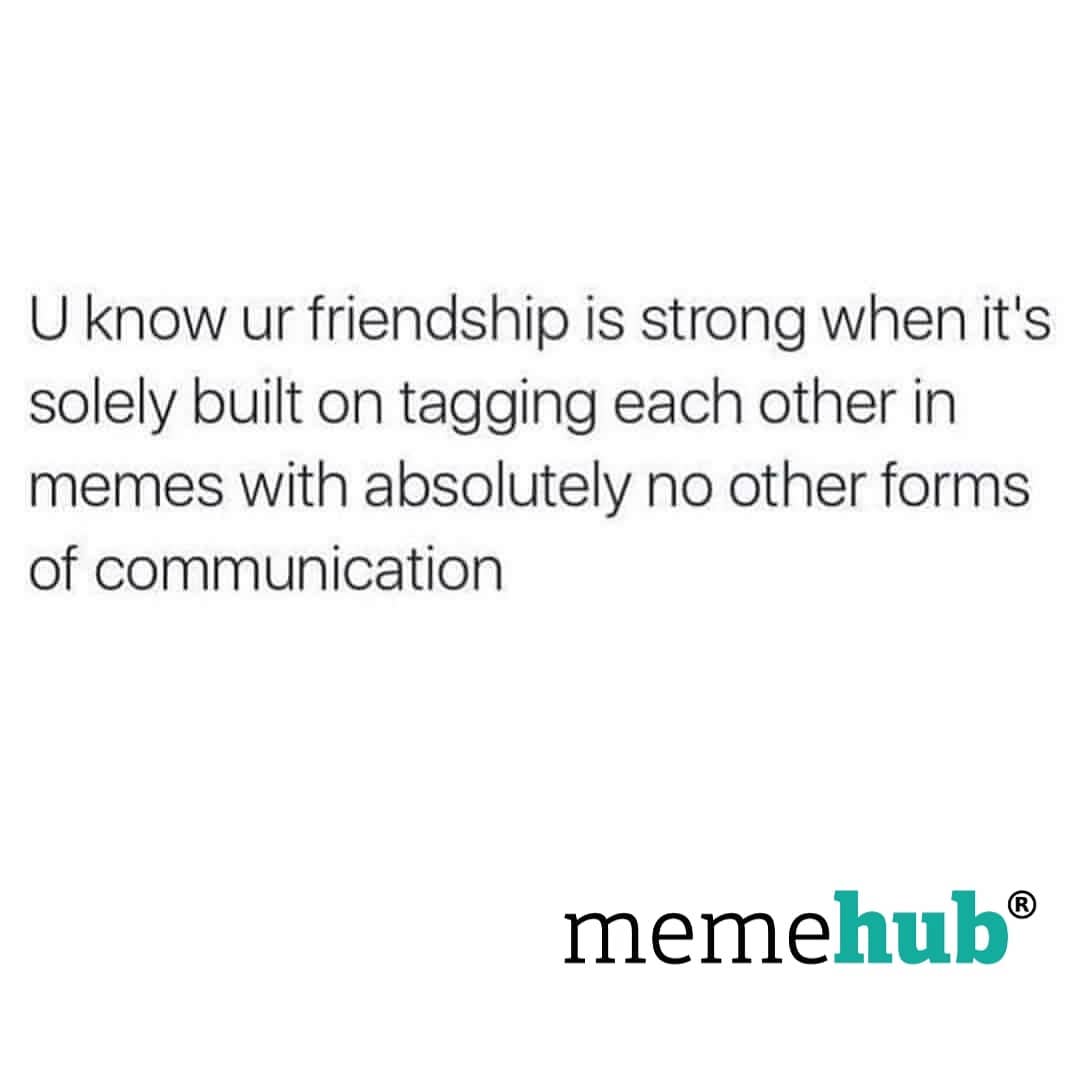 U know ur friendship is strong when it's
solely built on tagging each other in
memes with absolutely no other forms
of communication
memehub®